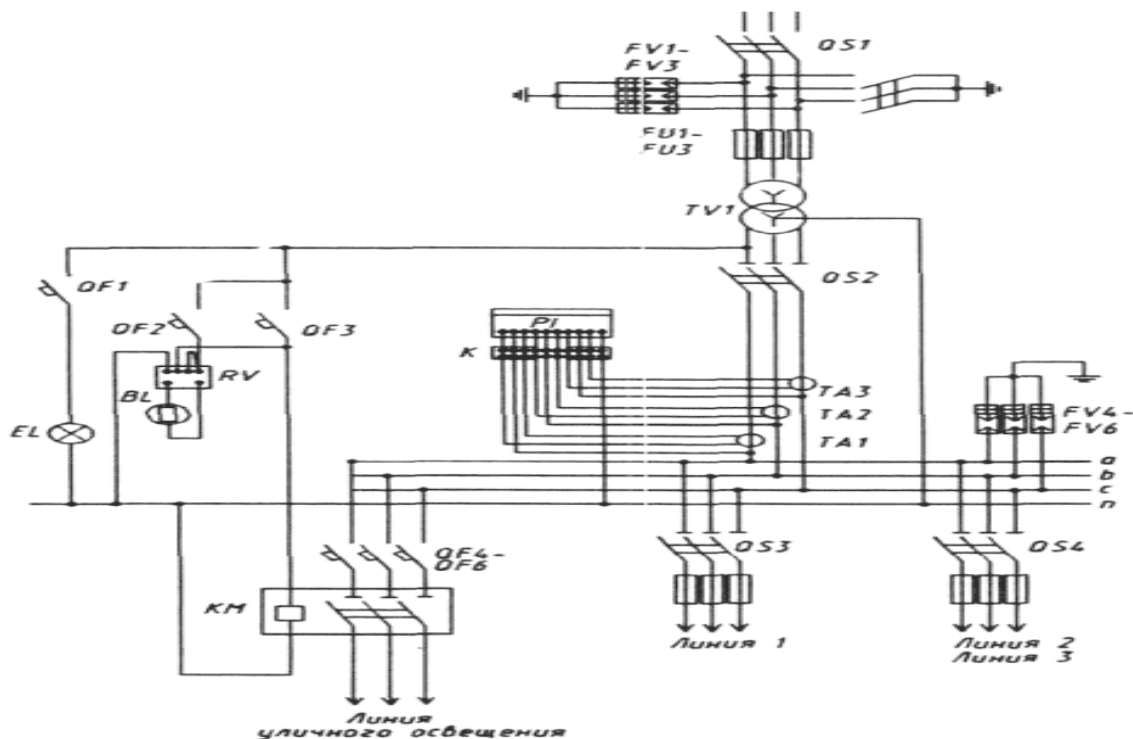 QS1
FV1-
FV3
FU1-
FU3
TV1
QF1
QS2
QF2
QF3
PI
K
RV
BL
TA3
TA2
TA1
FV4-
FV6
EL
a
b
c
n
QF4-
QF6
QS3
QS4
KM
Линия 1
Линия 2
Линия 3
Линия
уличного освещения